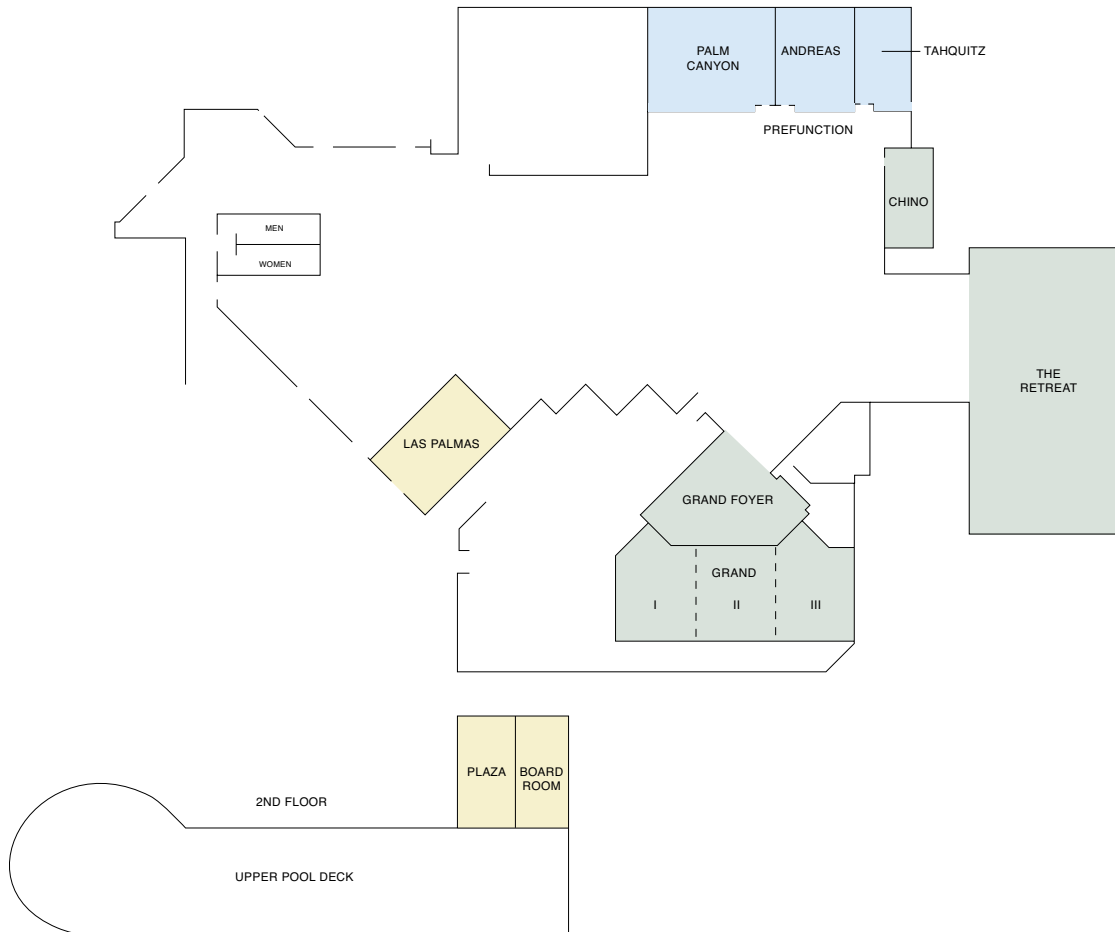 PALM
CANYON
ANDREAS
TAHQUITZ
PREFUNCTION
CHINO
MEN
WOMEN
THE
RETREAT
LAS PALMAS
GRAND FOYER
GRAND
I
II
III
PLAZA
BOARD
ROOM
2ND FLOOR
UPPER POOL DECK